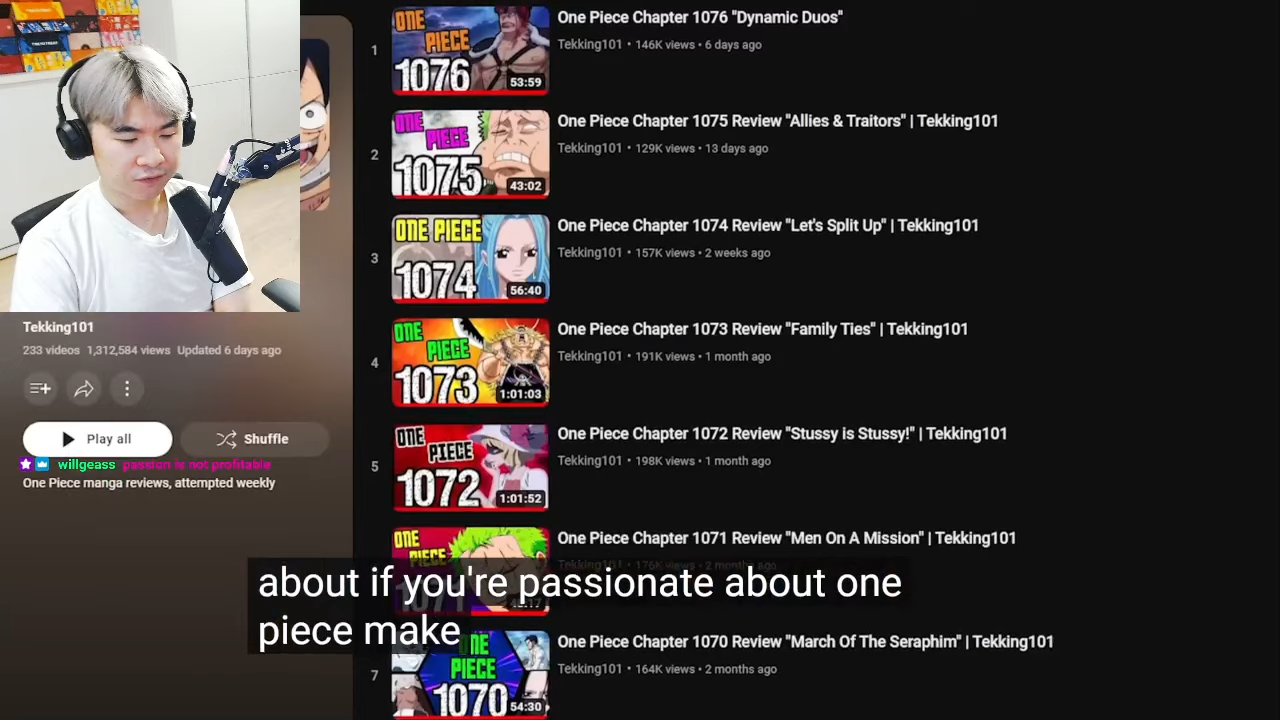 1
ONE PIECE 1076
53:59
One Piece Chapter 1076 "Dynamic Duos"
Tekking101 • 146K views • 6 days ago
2
ONE PIECE 1075
43:02
One Piece Chapter 1075 Review "Allies & Traitors" | Tekking101
Tekking101 • 129K views • 13 days ago
3
ONE PIECE 1074
56:40
One Piece Chapter 1074 Review "Let's Split Up" | Tekking101
Tekking101 • 157K views • 2 weeks ago
4
ONE PIECE 1073
1:01:03
One Piece Chapter 1073 Review "Family Ties" | Tekking101
Tekking101 • 191K views • 1 month ago
5
ONE PIECE 1072
1:01:52
One Piece Chapter 1072 Review "Stussy is Stussy!" | Tekking101
Tekking101 • 198K views • 1 month ago
ONE PIECE
One Piece Chapter 1071 Review "Men On A Mission" | Tekking101
Tekking101 • 176K views • 2 months ago
7
ONE PIECE 1070
54:30
One Piece Chapter 1070 Review "March Of The Seraphim" | Tekking101
Tekking101 • 164K views • 2 months ago
Tekking101
233 videos 1,312,584 views Updated 6 days ago
Play all
Shuffle
willgeass passion is not profitable
One Piece manga reviews, attempted weekly
about if you're passionate about one
piece make